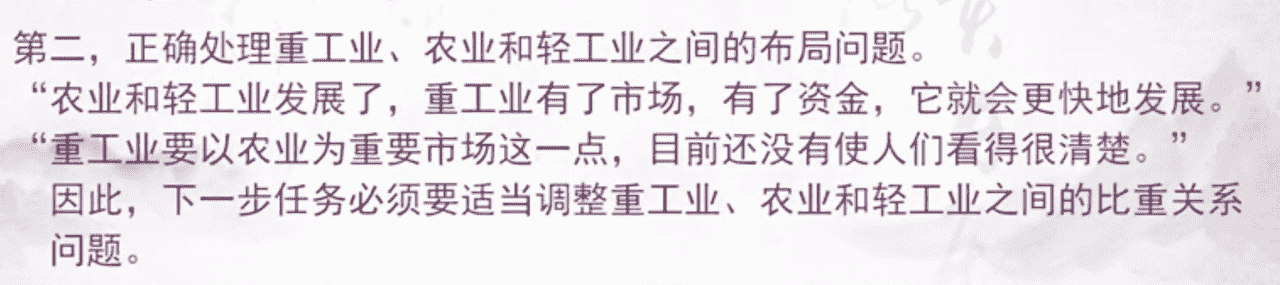 第二，正确处理重工业、农业和轻工业之间的布局问题。
“农业和轻工业发展了，重工业有了市场，有了资金，它就会更快地发展。”
“重工业要以农业为重要市场这一点，目前还没有使人们看得很清楚。”
因此，下一步任务必须要适当调整重工业、农业和轻工业之间的比重关系
问题。